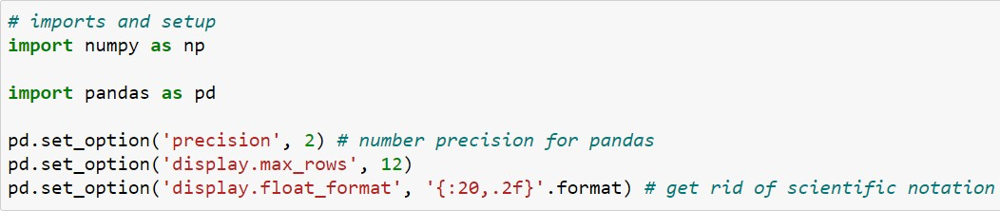 # imports and setup
import numpy as np
import pandas as pd
pd.set_option('precision', 2) # number precision for pandas
pd.set_option('display.max_rows', 12)
pd.set_option('display.float_format', '{:20,.2f}'.format) # get rid of scientific notation